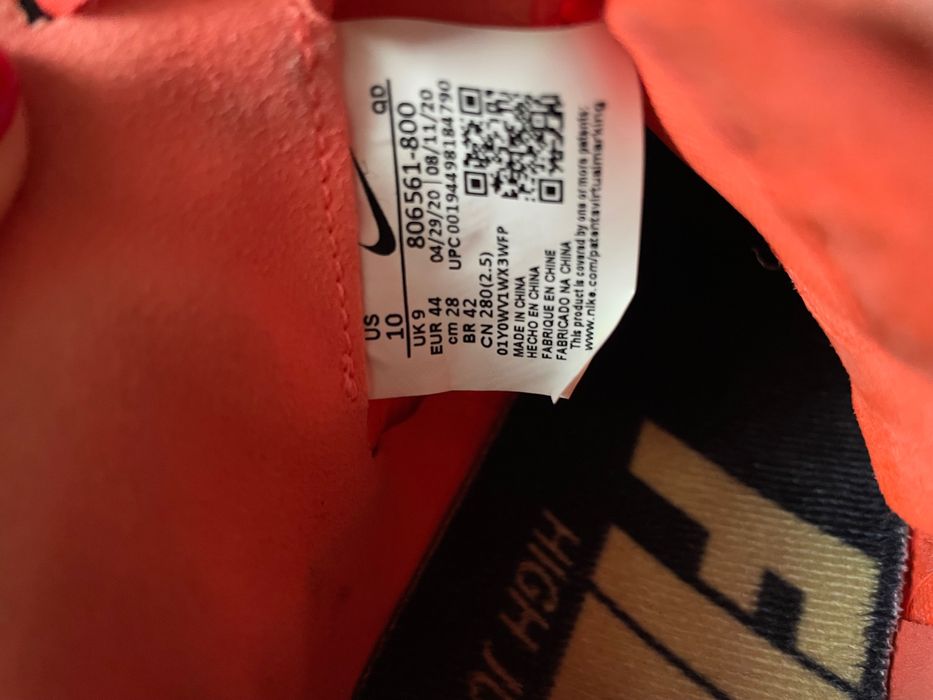 US
10
qD
UK 9
806561-800
EUR 44
04/29/20 | 08/11/20
cm 28
UPC 00194498184790
BR 42
CN 280(2.5)
01Y0WV1WX3WFP
MADE IN CHINA
HECHO EN CHINA
FABRIQUE EN CHINE
FABRICADO NA CHINA
This product is covered by one or more patents:
www.nike.com/patentsvirtualmarking
HIGH